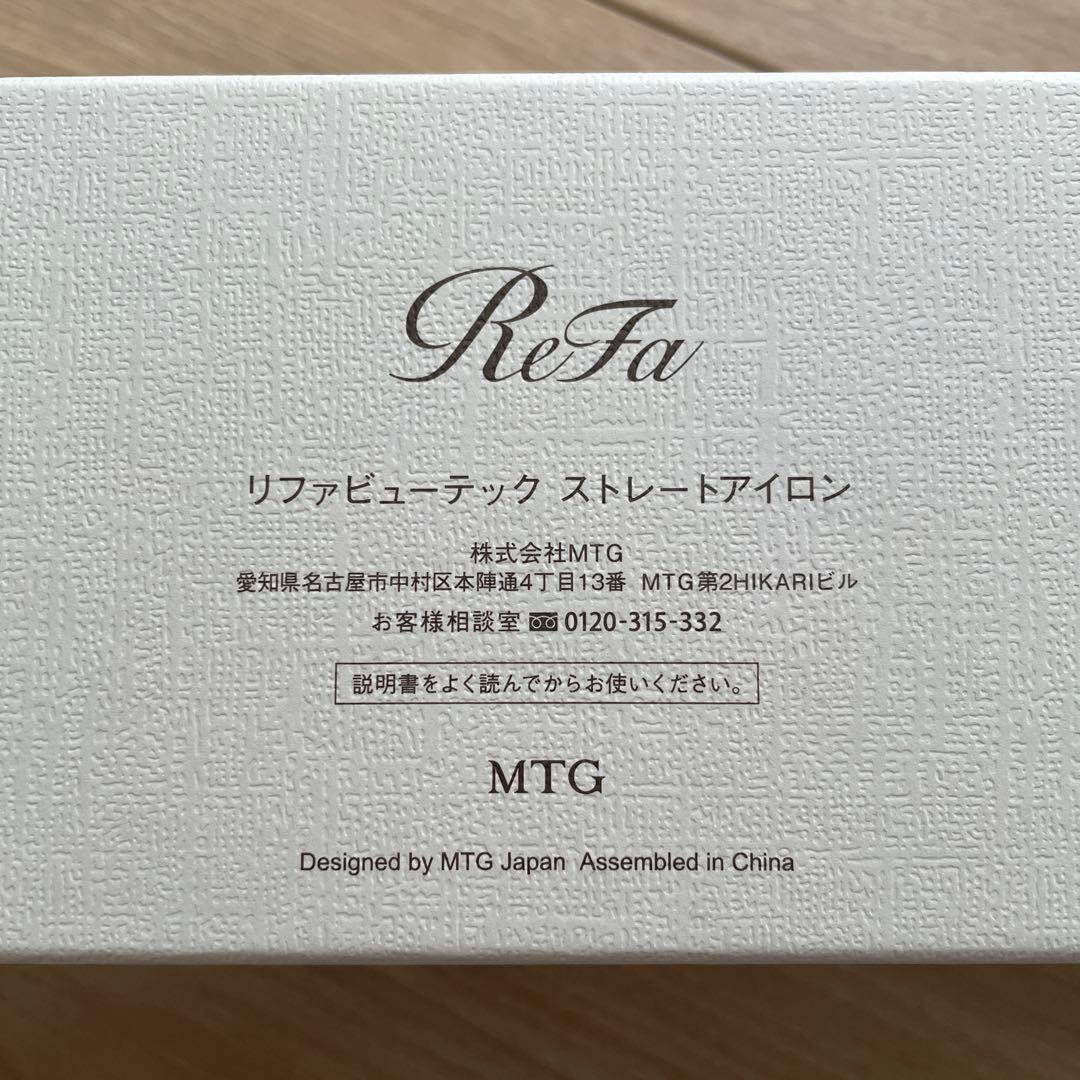 ReFa
リファビューテック ストレートアイロン
株式会社MTG
愛知県名古屋市中村区本陣通4丁目13番 MTG第2HIKARIビル
お客様相談室 0120-315-332
説明書をよく読んでからお使いください。
MTG
Designed by MTG Japan Assembled in China